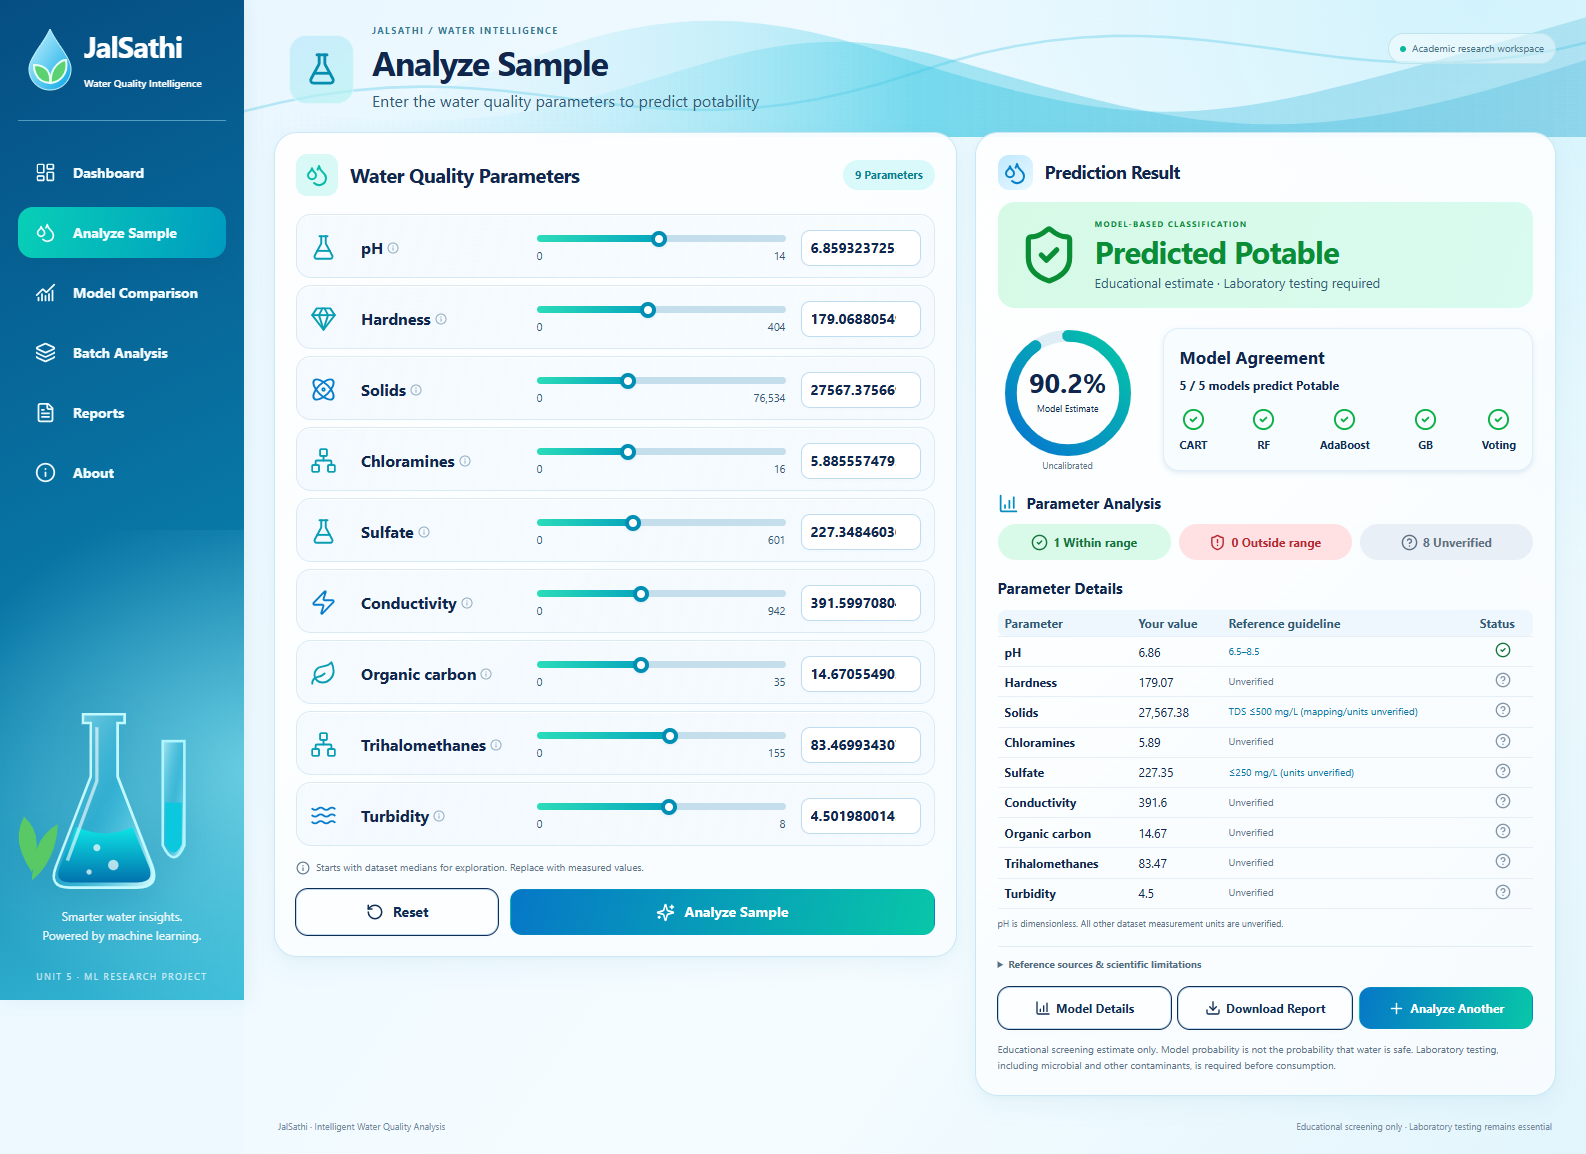 JalSathi
Water Quality Intelligence
Dashboard
Analyze Sample
Model Comparison
Batch Analysis
Reports
About
Smarter water insights.
Powered by machine learning.
UNIT 5 · ML RESEARCH PROJECT
JALSATHI / WATER INTELLIGENCE
Analyze Sample
Enter the water quality parameters to predict potability
Academic research workspace
Water Quality Parameters
9 Parameters
pH
0 14
6.859323725
Hardness
0 404
179.0688054
Solids
0 76,534
27567.37566
Chloramines
0 16
5.885557479
Sulfate
0 601
227.3484603
Conductivity
0 942
391.5997080
Organic carbon
0 35
14.67055490
Trihalomethanes
0 155
83.46993430
Turbidity
0 8
4.501980014
Starts with dataset medians for exploration. Replace with measured values.
Reset
Analyze Sample
Prediction Result
MODEL-BASED CLASSIFICATION
Predicted Potable
Educational estimate · Laboratory testing required
90.2%
Model Estimate
Uncalibrated
Model Agreement
5 / 5 models predict Potable
CART RF AdaBoost GB Voting
Parameter Analysis
1 Within range
0 Outside range
8 Unverified
Parameter Details
Parameter Your value Reference guideline Status
pH 6.86 6.5–8.5
Hardness 179.07 Unverified
Solids 27,567.38 TDS ≤500 mg/L (mapping/units unverified)
Chloramines 5.89 Unverified
Sulfate 227.35 ≤250 mg/L (units unverified)
Conductivity 391.6 Unverified
Organic carbon 14.67 Unverified
Trihalomethanes 83.47 Unverified
Turbidity 4.5 Unverified
pH is dimensionless. All other dataset measurement units are unverified.
Reference sources & scientific limitations
Model Details
Download Report
Analyze Another
Educational screening estimate only. Model probability is not the probability that water is safe. Laboratory testing,
including microbial and other contaminants, is required before consumption.
JalSathi · Intelligent Water Quality Analysis
Educational screening only · Laboratory testing remains essential